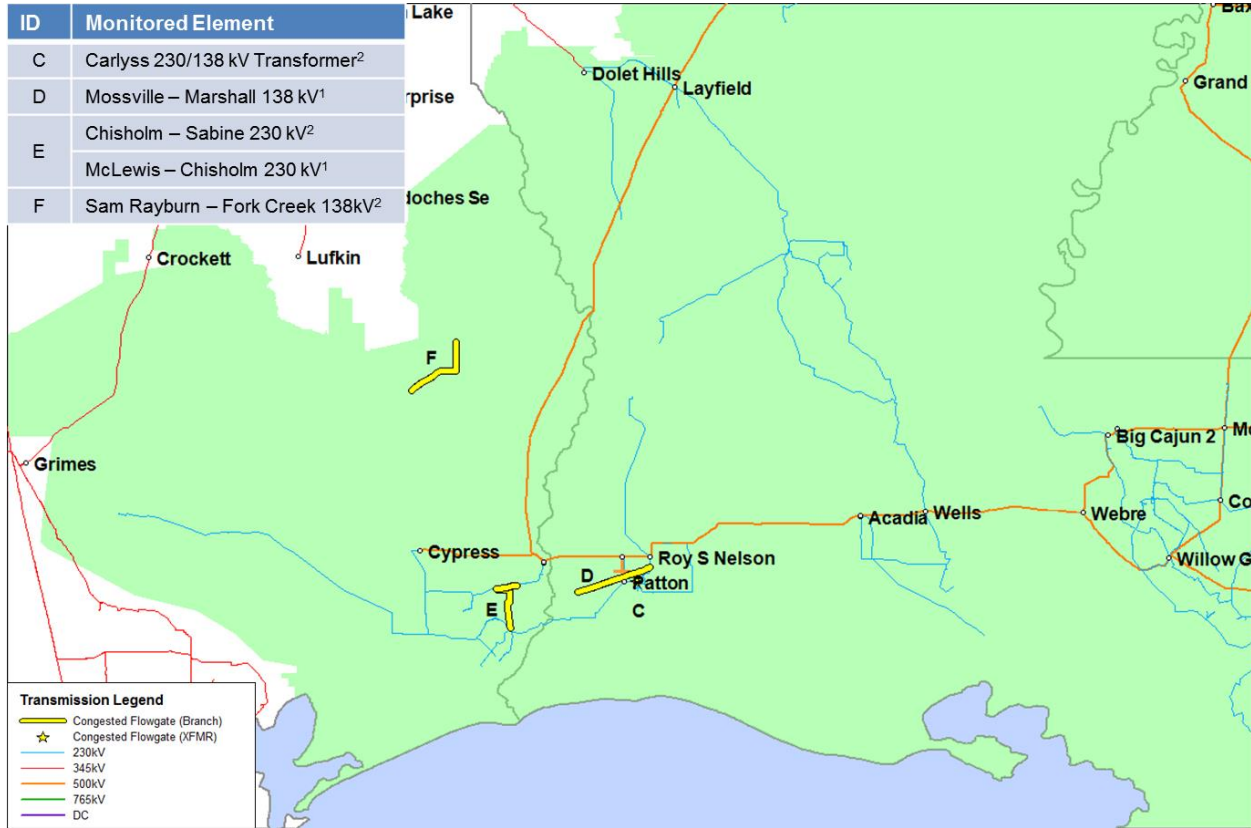 ID Monitored Element
C Carlyss 230/138 kV Transformer²
D Mossville – Marshall 138 kV¹
E Chisholm – Sabine 230 kV²
McLewis – Chisholm 230 kV¹
F Sam Rayburn – Fork Creek 138kV²
Lake
Dolet Hills
Layfield
Grand
Crockett
Lufkin
F
Grimes
Big Cajun 2
Acadia
Wells
Webre
Cypress
Roy S Nelson
Willow G
D
Patton
E
C
Transmission Legend
Congested Flowgate (Branch)
Congested Flowgate (XFMR)
230kV
345kV
500kV
765kV
DC